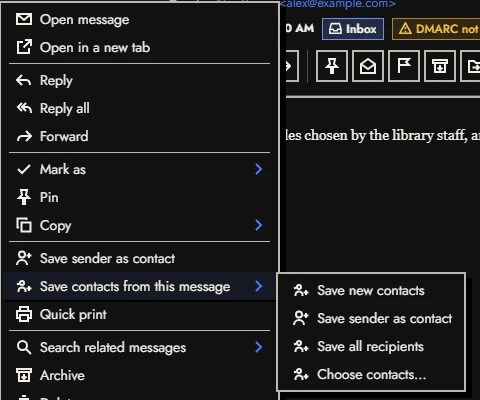 <alex@example.com>
Open message
Open in a new tab
0 AM Inbox DMARC not
Reply
Reply all
Forward
les chosen by the library staff, a
Mark as
Pin
Copy
Save sender as contact
Save contacts from this message
Save new contacts
Save sender as contact
Save all recipients
Choose contacts...
Quick print
Search related messages
Archive